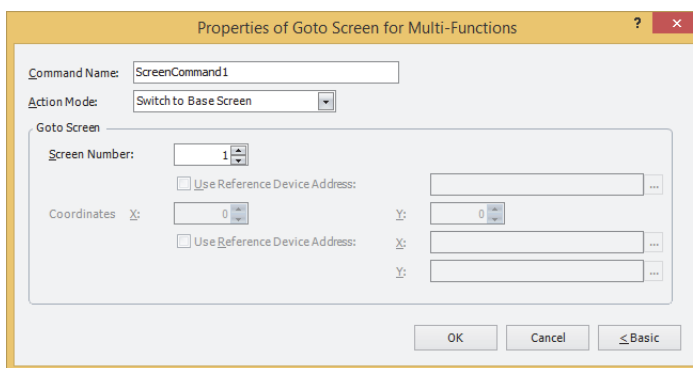 Properties of Goto Screen for Multi-Functions ? ×
Command Name: ScreenCommand1
Action Mode: Switch to Base Screen
Goto Screen
Screen Number: 1
Use Reference Device Address: ...
Coordinates X: 0 Y: 0
Use Reference Device Address: X: ...
Y: ...
OK Cancel < Basic